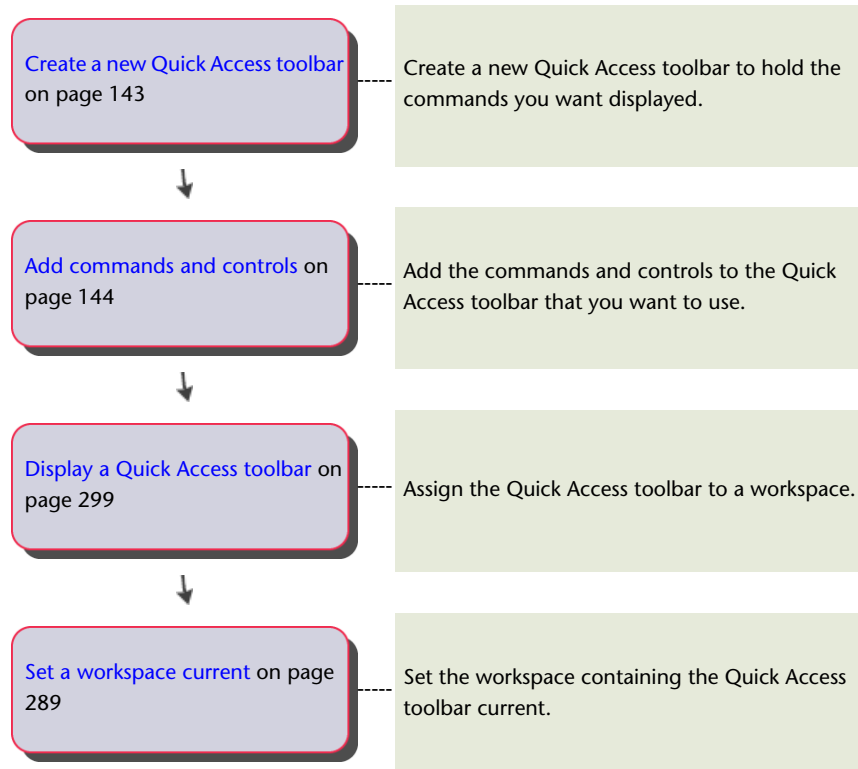 Create a new Quick Access toolbar
on page 143
Create a new Quick Access toolbar to hold the
commands you want displayed.
Add commands and controls on
page 144
Add the commands and controls to the Quick
Access toolbar that you want to use.
Display a Quick Access toolbar on
page 299
Assign the Quick Access toolbar to a workspace.
Set a workspace current on page
289
Set the workspace containing the Quick Access
toolbar current.